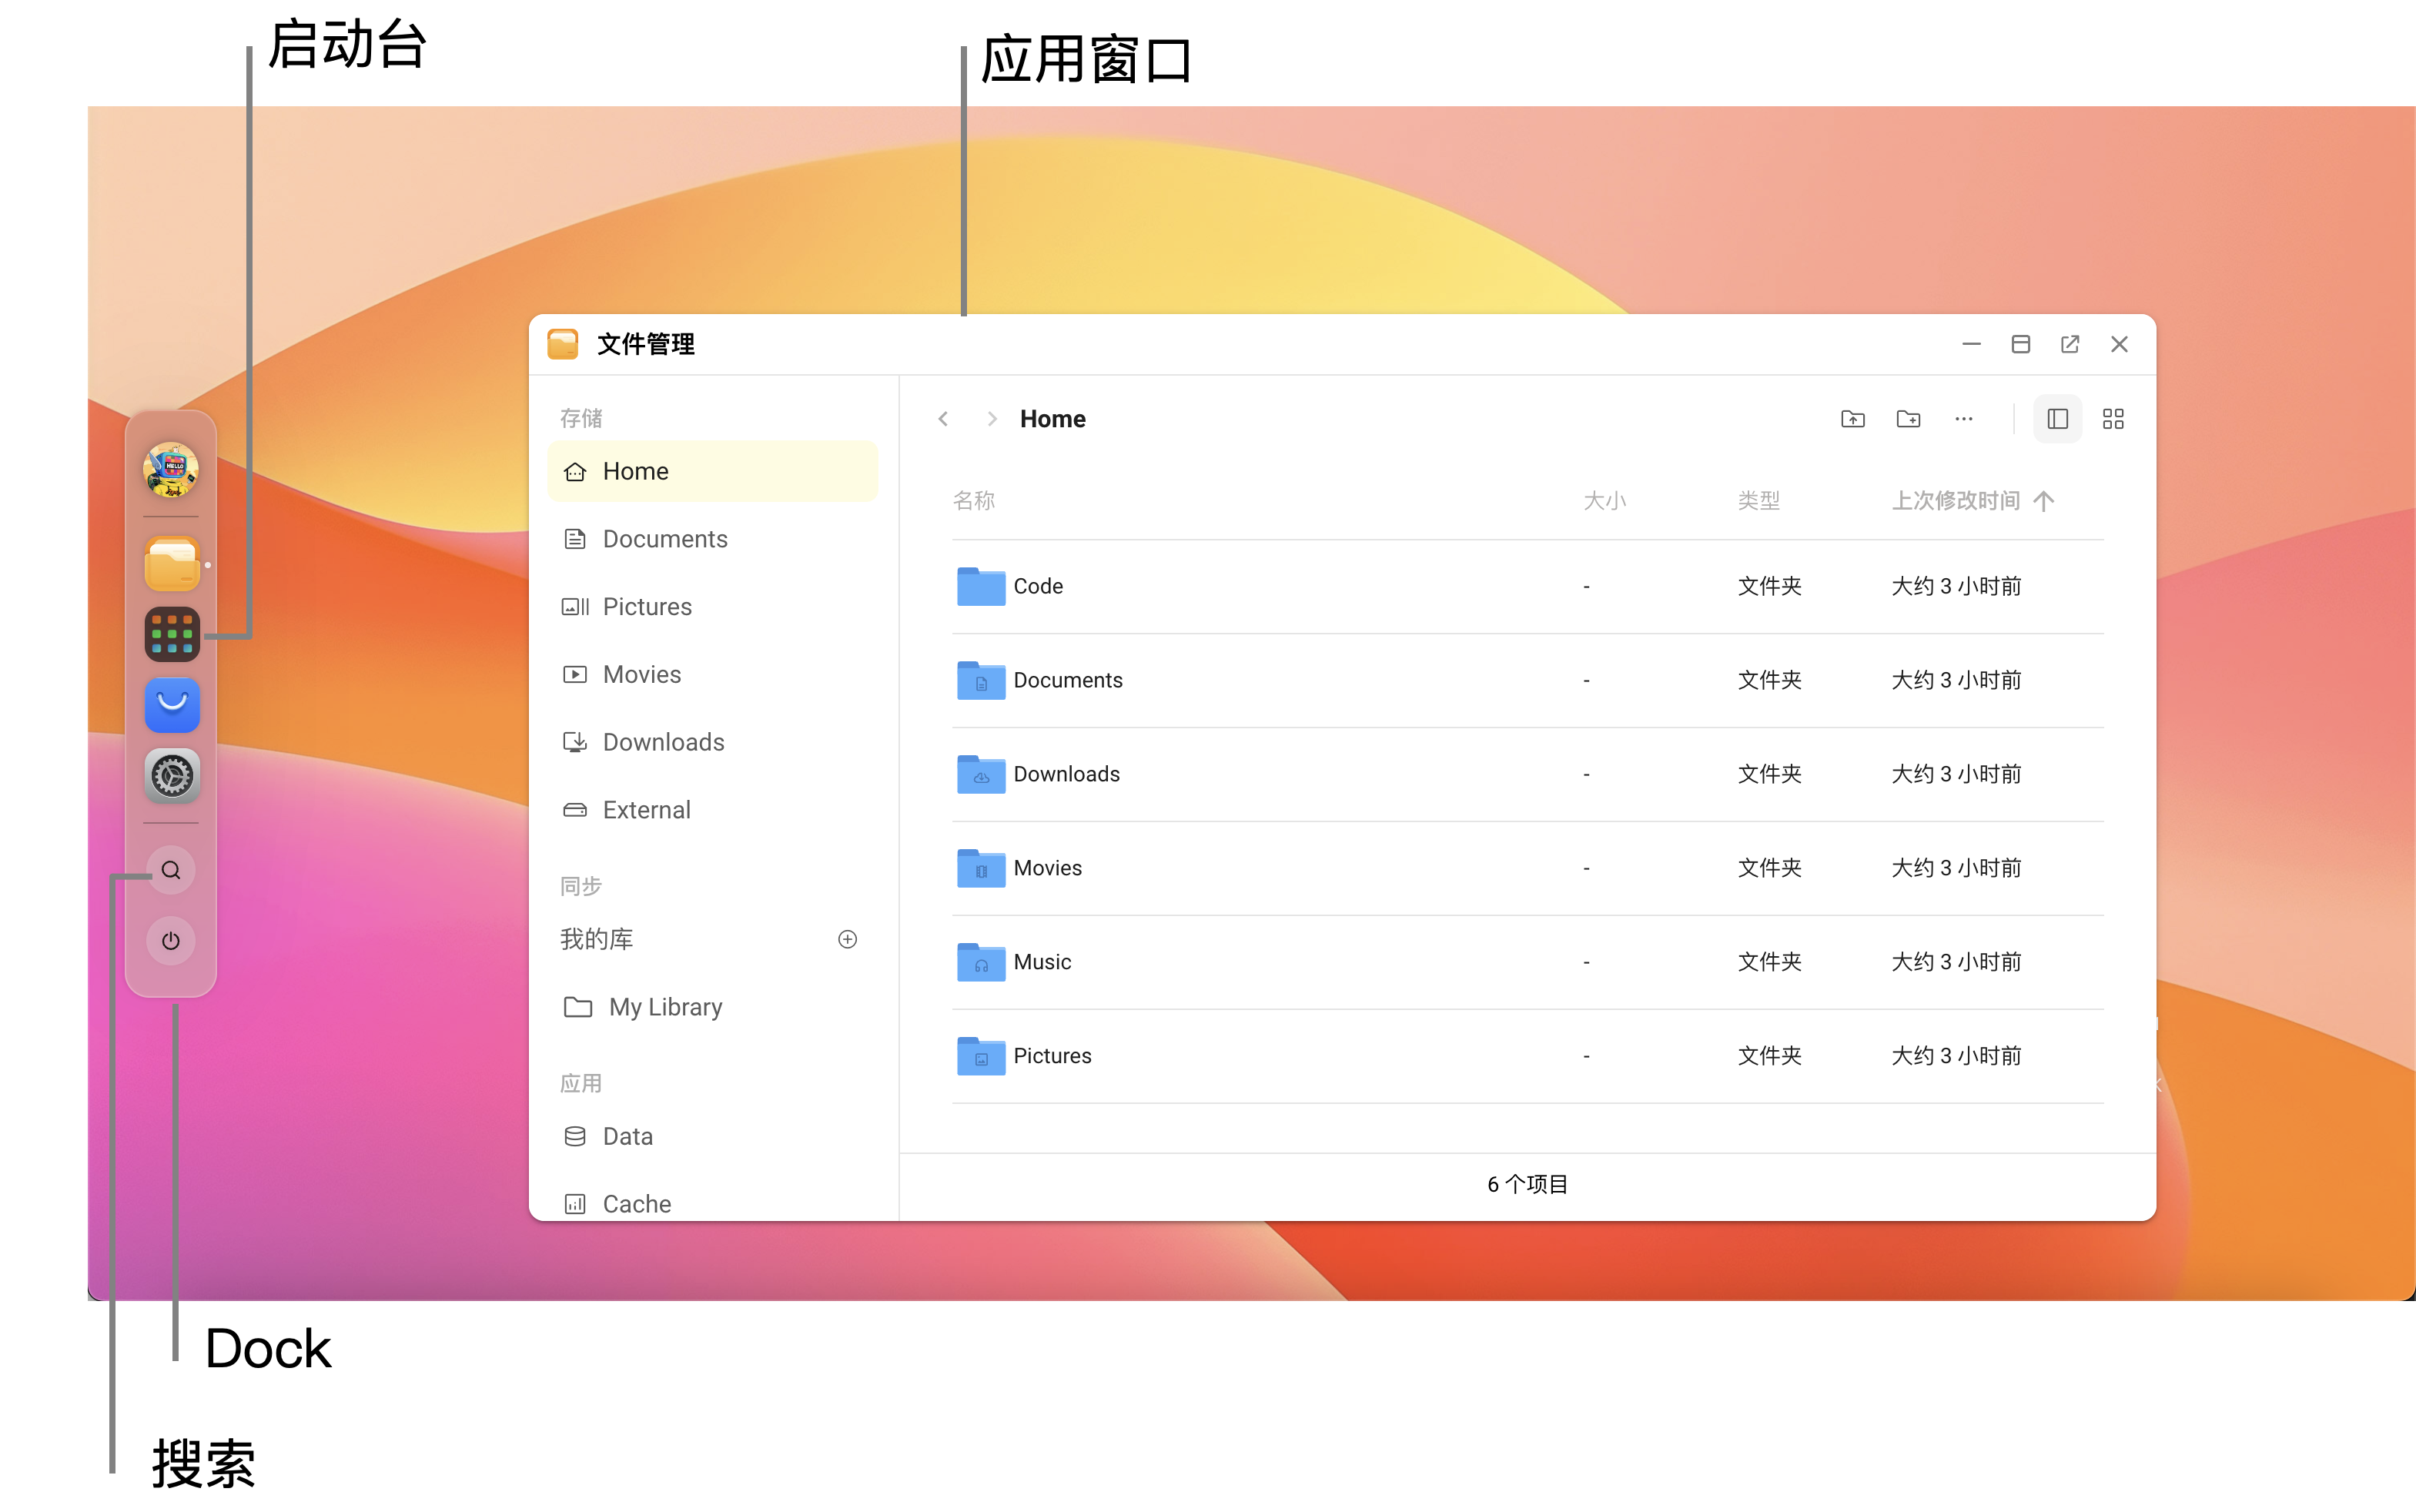 启动台
应用窗口
文件管理
存储
Home
Documents
Pictures
Movies
Downloads
External
同步
我的库
My Library
应用
Data
Cache
Home
名称 大小 类型 上次修改时间
Code - 文件夹 大约 3 小时前
Documents - 文件夹 大约 3 小时前
Downloads - 文件夹 大约 3 小时前
Movies - 文件夹 大约 3 小时前
Music - 文件夹 大约 3 小时前
Pictures - 文件夹 大约 3 小时前
6 个项目
HELLO
Dock
搜索